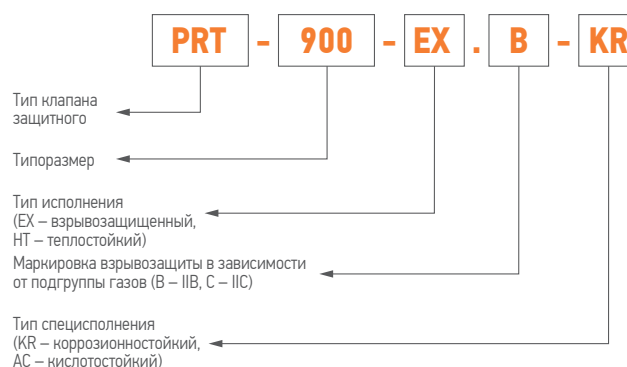 PRT - 900 - EX . B - KR
Тип клапана
защитного
Типоразмер
Тип исполнения
(EX – взрывозащищенный,
HT – теплостойкий)
Маркировка взрывозащиты в зависимости
от подгруппы газов (B – IIB, C – IIC)
Тип специсполнения
(KR – коррозионностойкий,
AC – кислотостойкий)